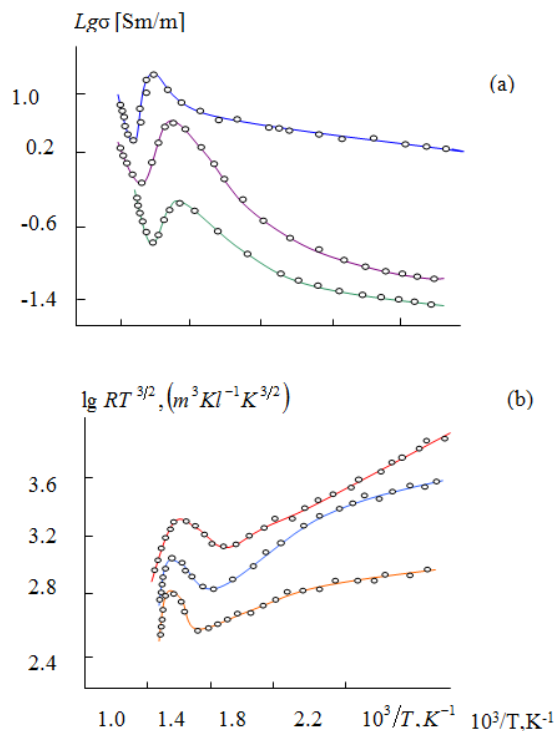 Lgσ [Sm/m]
(a)
1.0
0.2
-0.6
-1.4
lg RT^{3/2}, (m^3 Kl^{-1} K^{3/2})
(b)
3.6
3.2
2.8
2.4
1.0 1.4 1.8 2.2 10^3/T, K^{-1} 10^3/T,K^{-1}